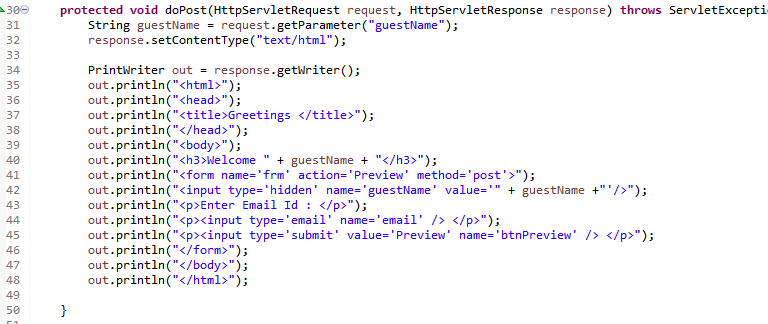 30 protected void doPost(HttpServletRequest request, HttpServletResponse response) throws ServletExcepti
31 String guestName = request.getParameter("guestName");
32 response.setContentType("text/html");
33
34 PrintWriter out = response.getWriter();
35 out.println("<html>");
36 out.println("<head>");
37 out.println("<title>Greetings </title>");
38 out.println("</head>");
39 out.println("<body>");
40 out.println("<h3>Welcome " + guestName + "</h3>");
41 out.println("<form name='frm' action='Preview' method='post'>");
42 out.println("<input type='hidden' name='guestName' value='" + guestName +"'/>");
43 out.println("<p>Enter Email Id : </p>");
44 out.println("<p><input type='email' name='email' /> </p>");
45 out.println("<p><input type='submit' value='Preview' name='btnPreview' /> </p>");
46 out.println("</form>");
47 out.println("</body>");
48 out.println("</html>");
49
50 }